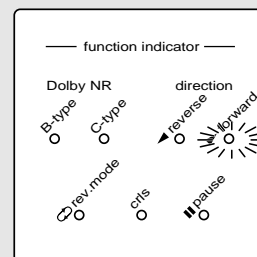 function indicator
Dolby NR direction
B-type C-type reverse forward
rev.mode crls pause